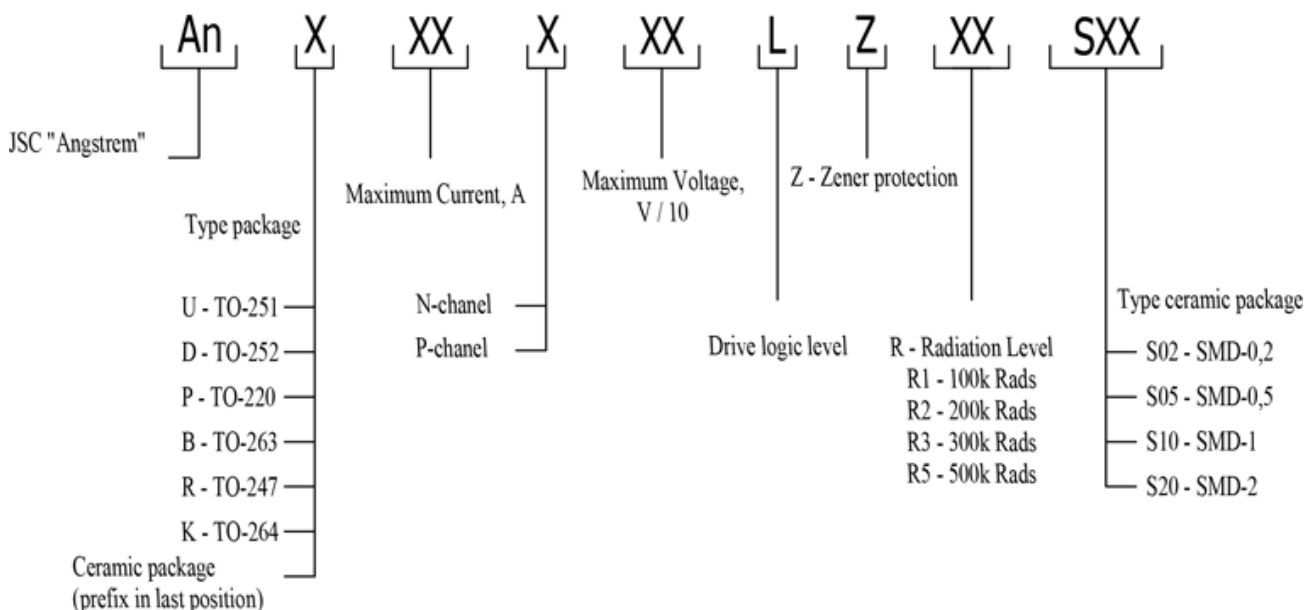 An X XX X XX L Z XX SXX
JSC "Angstrem"
Type package
U - TO-251
D - TO-252
P - TO-220
B - TO-263
R - TO-247
K - TO-264
Ceramic package
(prefix in last position)
Maximum Current, A
N-chanel
P-chanel
Maximum Voltage,
V / 10
Drive logic level
Z - Zener protection
R - Radiation Level
R1 - 100k Rads
R2 - 200k Rads
R3 - 300k Rads
R5 - 500k Rads
Type ceramic package
S02 - SMD-0,2
S05 - SMD-0,5
S10 - SMD-1
S20 - SMD-2